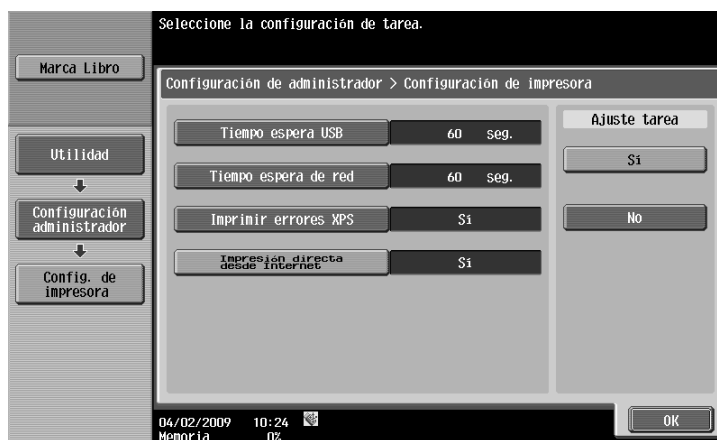 Seleccione la configuración de tarea.
Marca Libro
Configuración de administrador > Configuración de impresora
Utilidad
Configuración
administrador
Config. de
impresora
Tiempo espera USB
60 seg.
Tiempo espera de red
60 seg.
Imprimir errores XPS
Sí
Impresión directa
desde Internet
Sí
Ajuste tarea
Sí
No
04/02/2009 10:24
Memoria 0%
OK